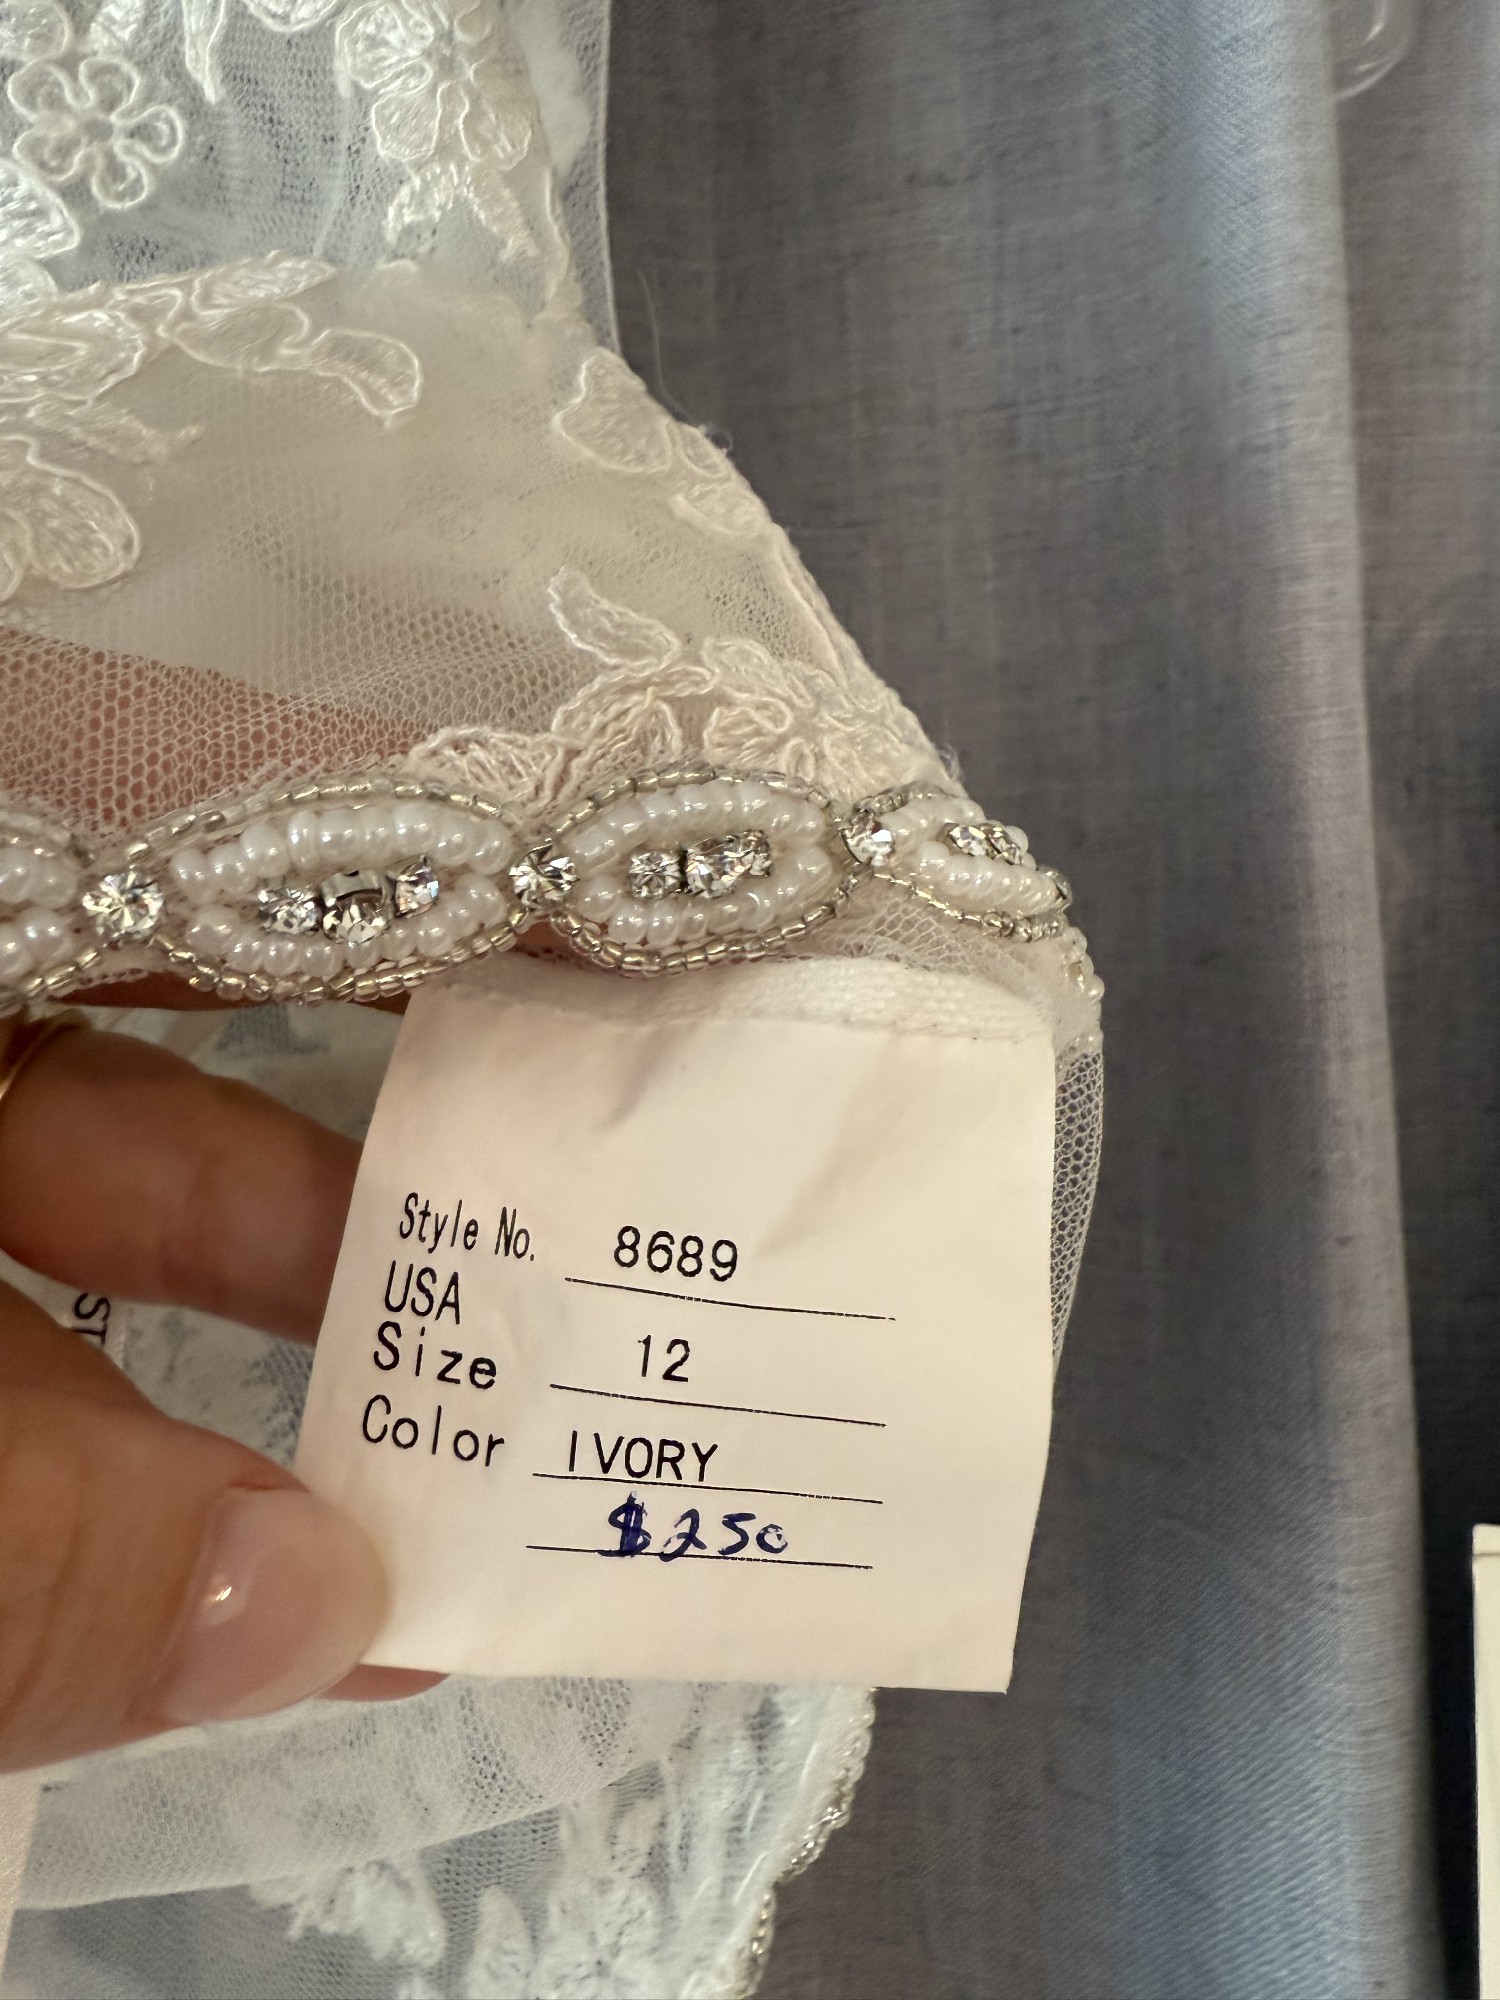 Style No. 8689
USA
Size 12
Color IVORY
$250